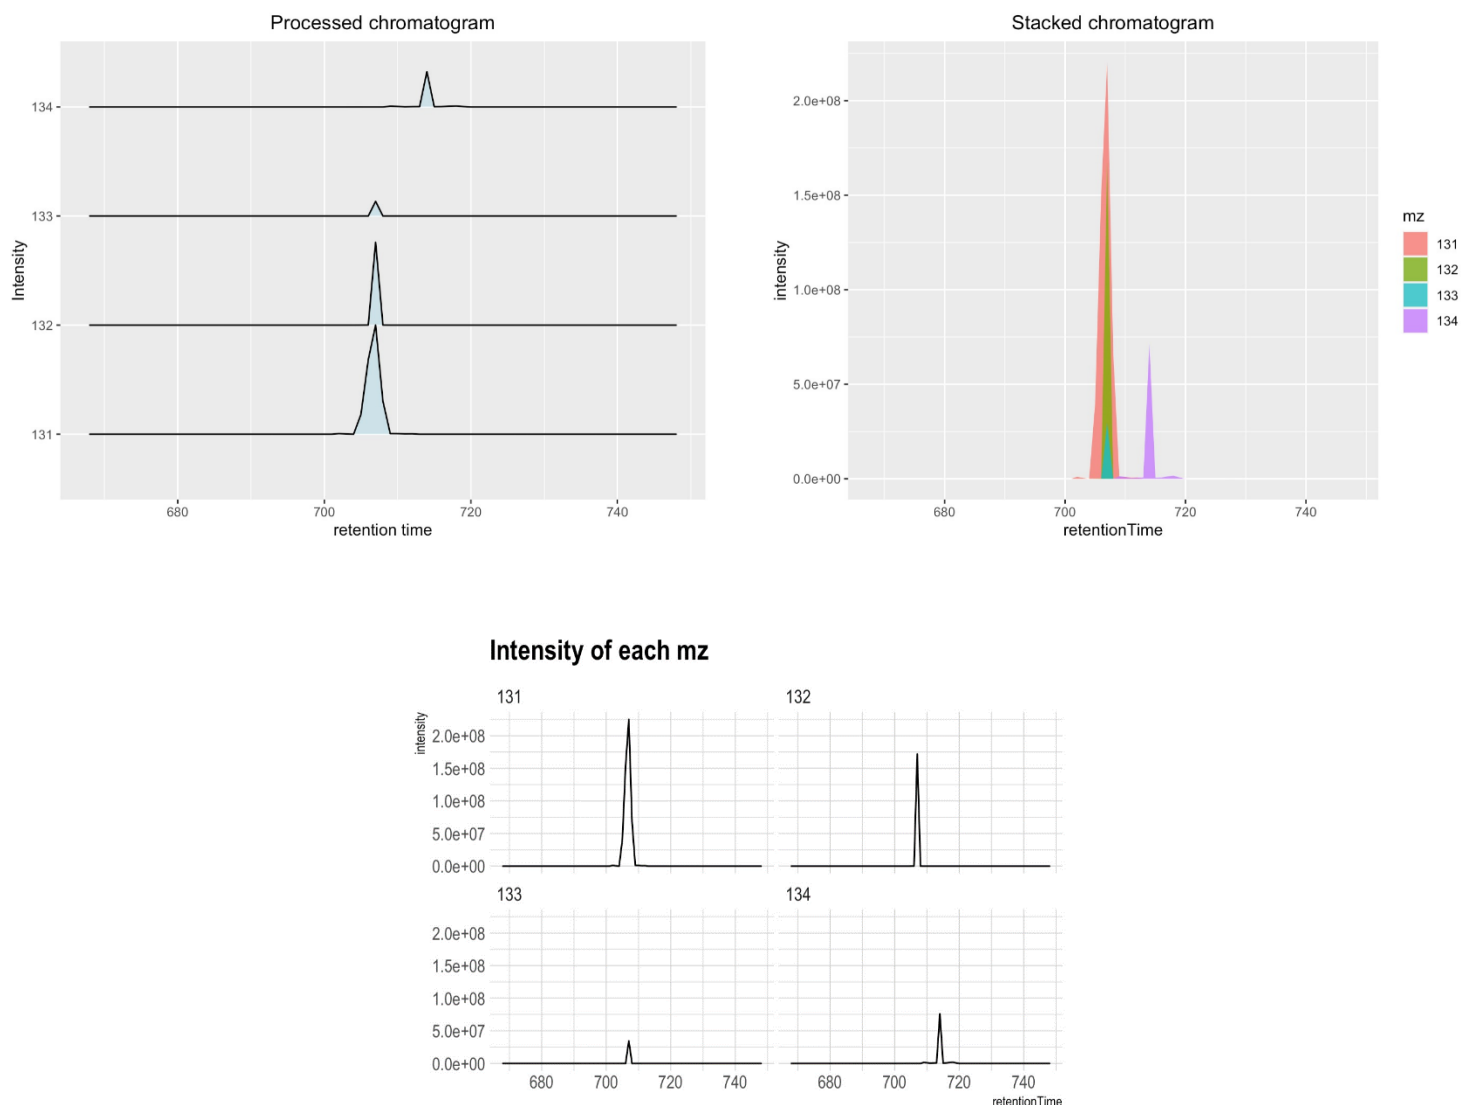 Processed chromatogram
134
133
132
131
Intensity
680 700 720 740
retention time
Stacked chromatogram
2.0e+08
1.5e+08
1.0e+08
5.0e+07
0.0e+00
intensity
680 700 720 740
retentionTime
mz
131
132
133
134
Intensity of each mz
131 132
intensity
2.0e+08
1.5e+08
1.0e+08
5.0e+07
0.0e+00
133 134
2.0e+08
1.5e+08
1.0e+08
5.0e+07
0.0e+00
680 700 720 740 680 700 720 740
retentionTime